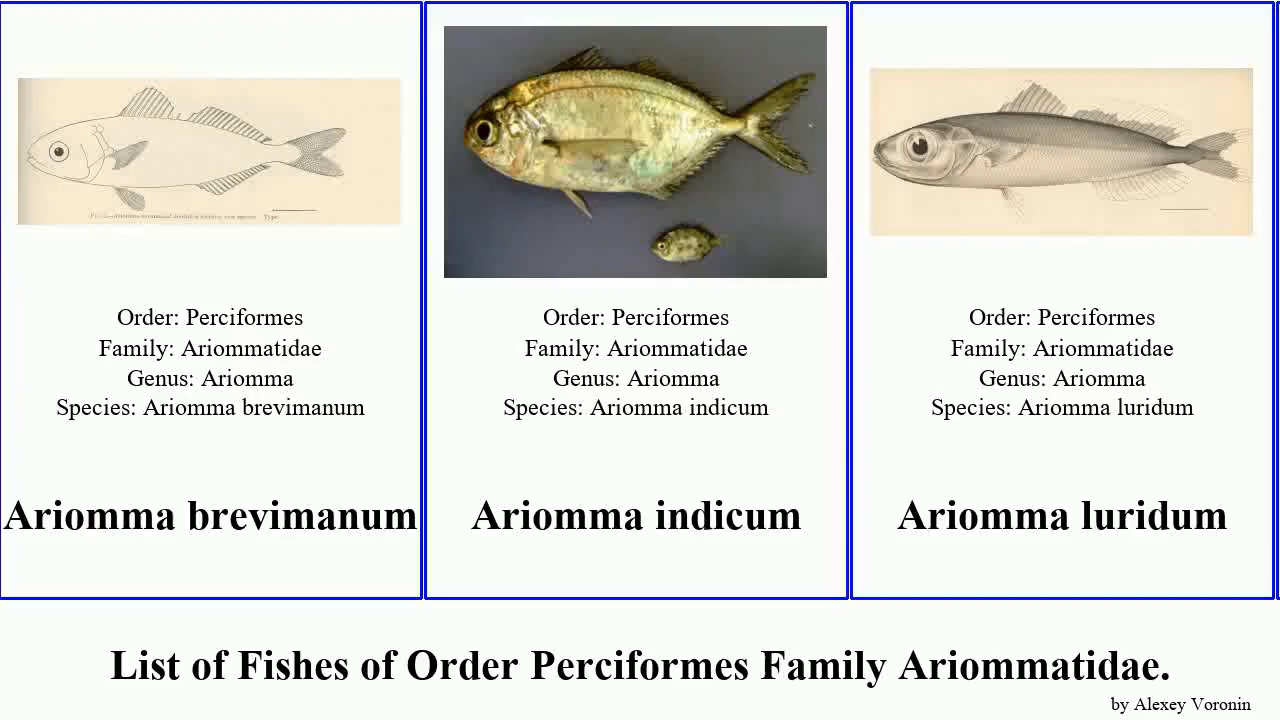 Order: Perciformes
Family: Ariommatidae
Genus: Ariomma
Species: Ariomma brevimanum
Ariomma brevimanum
Order: Perciformes
Family: Ariommatidae
Genus: Ariomma
Species: Ariomma indicum
Ariomma indicum
Order: Perciformes
Family: Ariommatidae
Genus: Ariomma
Species: Ariomma luridum
Ariomma luridum
List of Fishes of Order Perciformes Family Ariommatidae.
by Alexey Voronin